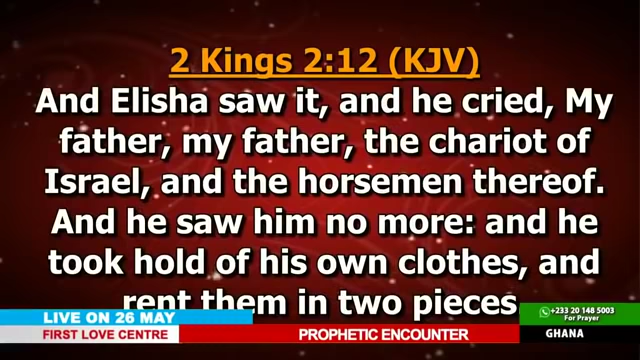 2 Kings 2:12 (KJV)
And Elisha saw it, and he cried, My
father, my father, the chariot of
Israel, and the horsemen thereof.
And he saw him no more: and he
took hold of his own clothes, and
rent them in two pieces
LIVE ON 26 MAY
+233 20 148 5003
For Prayer
FIRST LOVE CENTRE
PROPHETIC ENCOUNTER
GHANA